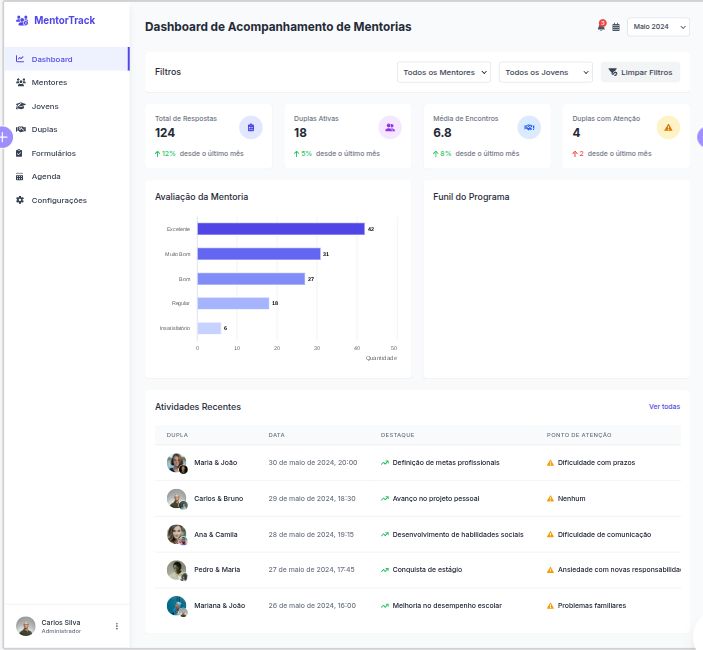 MentorTrack
Dashboard
Mentores
Jovens
Duplas
Formulários
Agenda
Configurações
Carlos Silva
Administrador
Dashboard de Acompanhamento de Mentorias
Maio 2024
Filtros
Todos os Mentores
Todos os Jovens
Limpar Filtros
Total de Respostas
124
12% desde o último mês
Duplas Ativas
18
5% desde o último mês
Média de Encontros
6.8
8% desde o último mês
Duplas com Atenção
4
2 desde o último mês
Avaliação da Mentoria
Excelente 42
Muito Bom 31
Bom 27
Regular 18
Insatisfatório 6
0 10 20 30 40 50
Quantidade
Funil do Programa
Atividades Recentes
Ver todas
DUPLA DATA DESTAQUE PONTO DE ATENÇÃO
Maria & João 30 de maio de 2024, 20:00 Definição de metas profissionais Dificuldade com prazos
Carlos & Bruno 29 de maio de 2024, 18:30 Avanço no projeto pessoal Nenhum
Ana & Camila 28 de maio de 2024, 19:15 Desenvolvimento de habilidades sociais Dificuldade de comunicação
Pedro & Maria 27 de maio de 2024, 17:45 Conquista de estágio Ansiedade com novas responsabilida
Mariana & João 26 de maio de 2024, 16:00 Melhoria no desempenho escolar Problemas familiares